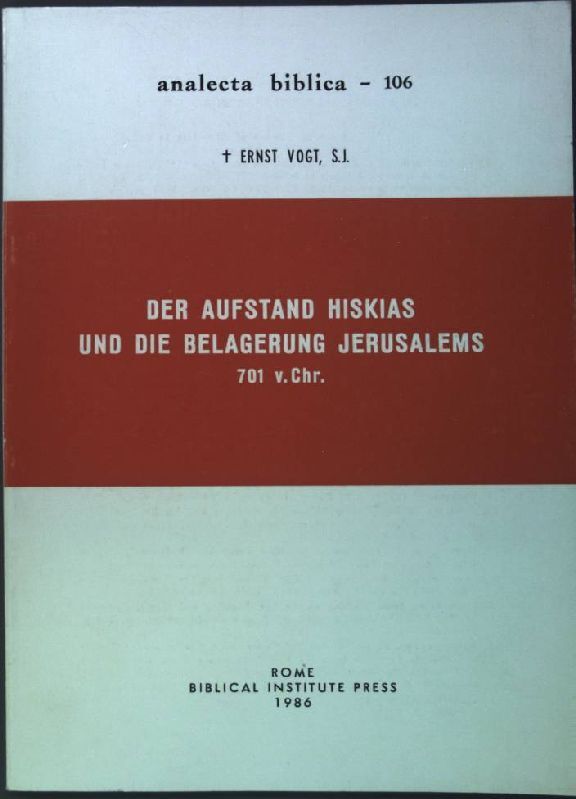 analecta biblica – 106
† ERNST VOGT, S.J.
DER AUFSTAND HISKIAS
UND DIE BELAGERUNG JERUSALEMS
701 v.Chr.
ROME
BIBLICAL INSTITUTE PRESS
1986